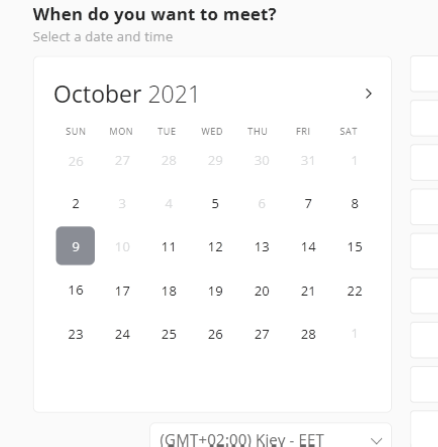 When do you want to meet?
Select a date and time
October 2021
SUN MON TUE WED THU FRI SAT
26 27 28 29 30 31 1
2 3 4 5 6 7 8
9 10 11 12 13 14 15
16 17 18 19 20 21 22
23 24 25 26 27 28 1
(GMT+02:00) Kiev - EET